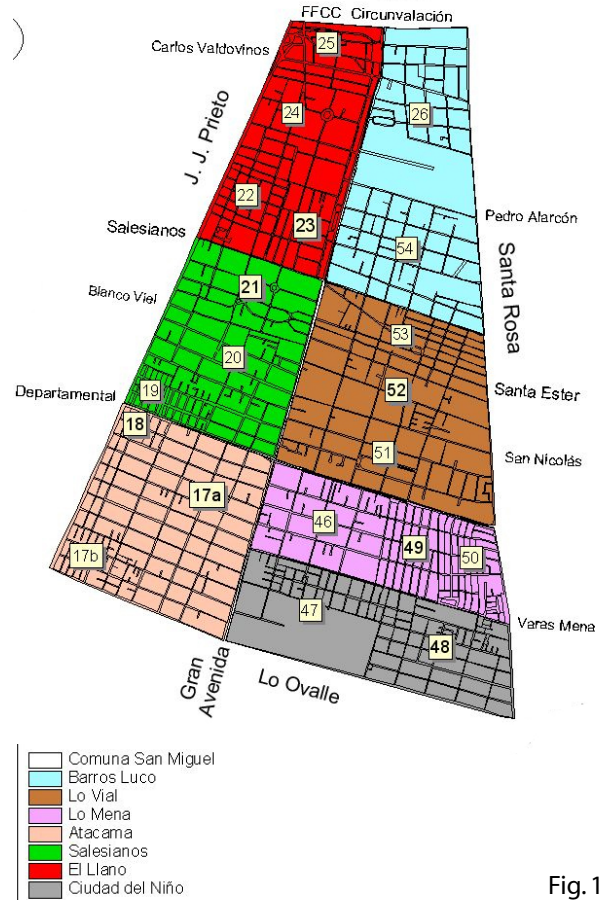 FFCC Circunvalación
Carlos Valdovinos
25
24
26
J. J. Prieto
22
23
Pedro Alarcón
Salesianos
54
Santa Rosa
21
Blanco Viel
53
20
Santa Ester
19
52
Departamental
18
51
San Nicolás
17a
46
49
50
17b
47
Varas Mena
48
Gran
Avenida
Lo Ovalle
Comuna San Miguel
Barros Luco
Lo Vial
Lo Mena
Atacama
Salesianos
El Llano
Ciudad del Niño
Fig. 1